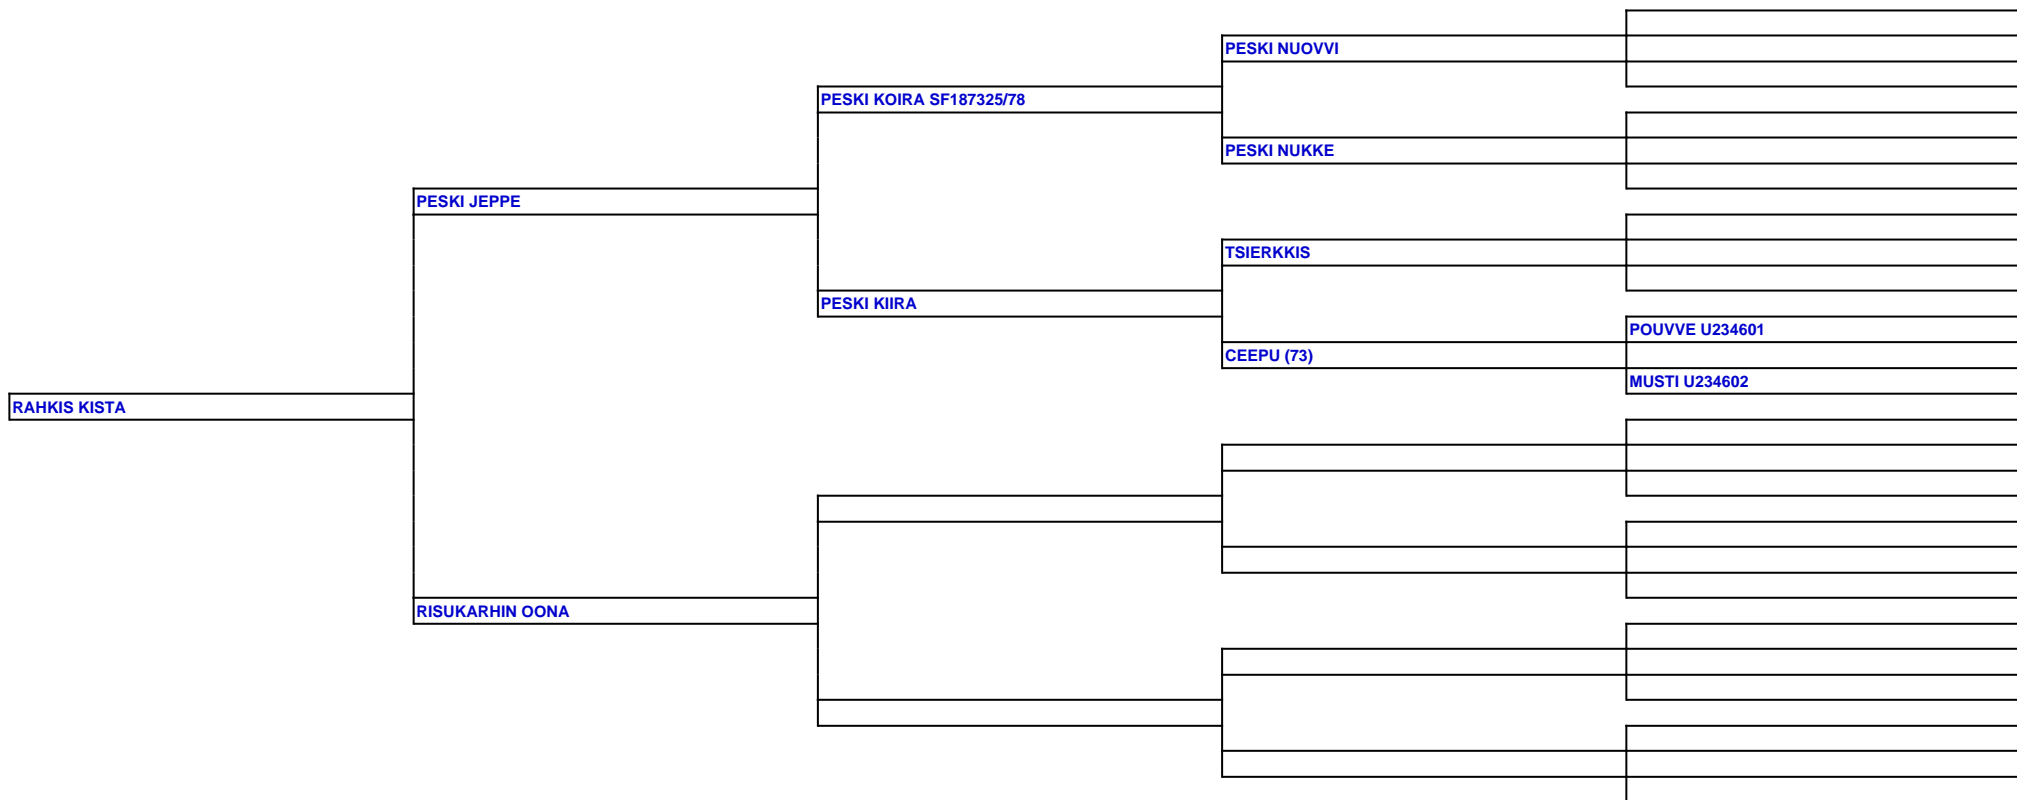 PESKI NUOVVI
PESKI KOIRA SF187325/78
PESKI NUKKE
PESKI JEPPE
TSIERKKIS
PESKI KIIRA
POUVVE U234601
CEEPU (73)
MUSTI U234602
RAHKIS KISTA
RISUKARHIN OONA